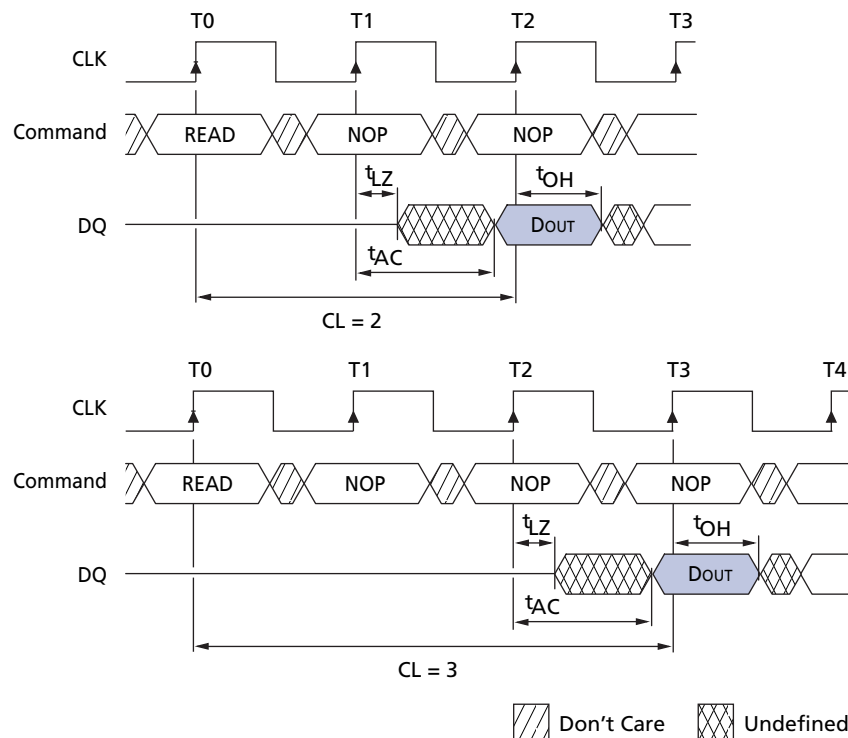 T0 T1 T2 T3
CLK
Command READ NOP NOP
tLZ tOH
DQ DOUT
tAC
CL = 2
T0 T1 T2 T3 T4
CLK
Command READ NOP NOP NOP
tLZ tOH
DQ DOUT
tAC
CL = 3
Don't Care Undefined